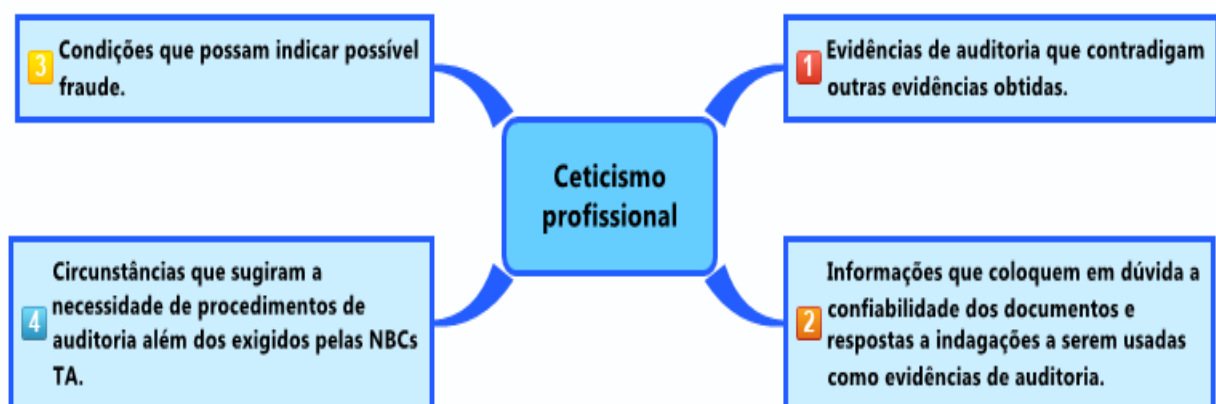 Ceticismo
profissional
1
Evidências de auditoria que contradigam
outras evidências obtidas.
2
Informações que coloquem em dúvida a
confiabilidade dos documentos e
respostas a indagações a serem usadas
como evidências de auditoria.
3
Condições que possam indicar possível
fraude.
4
Circunstâncias que sugiram a
necessidade de procedimentos de
auditoria além dos exigidos pelas NBCs
TA.